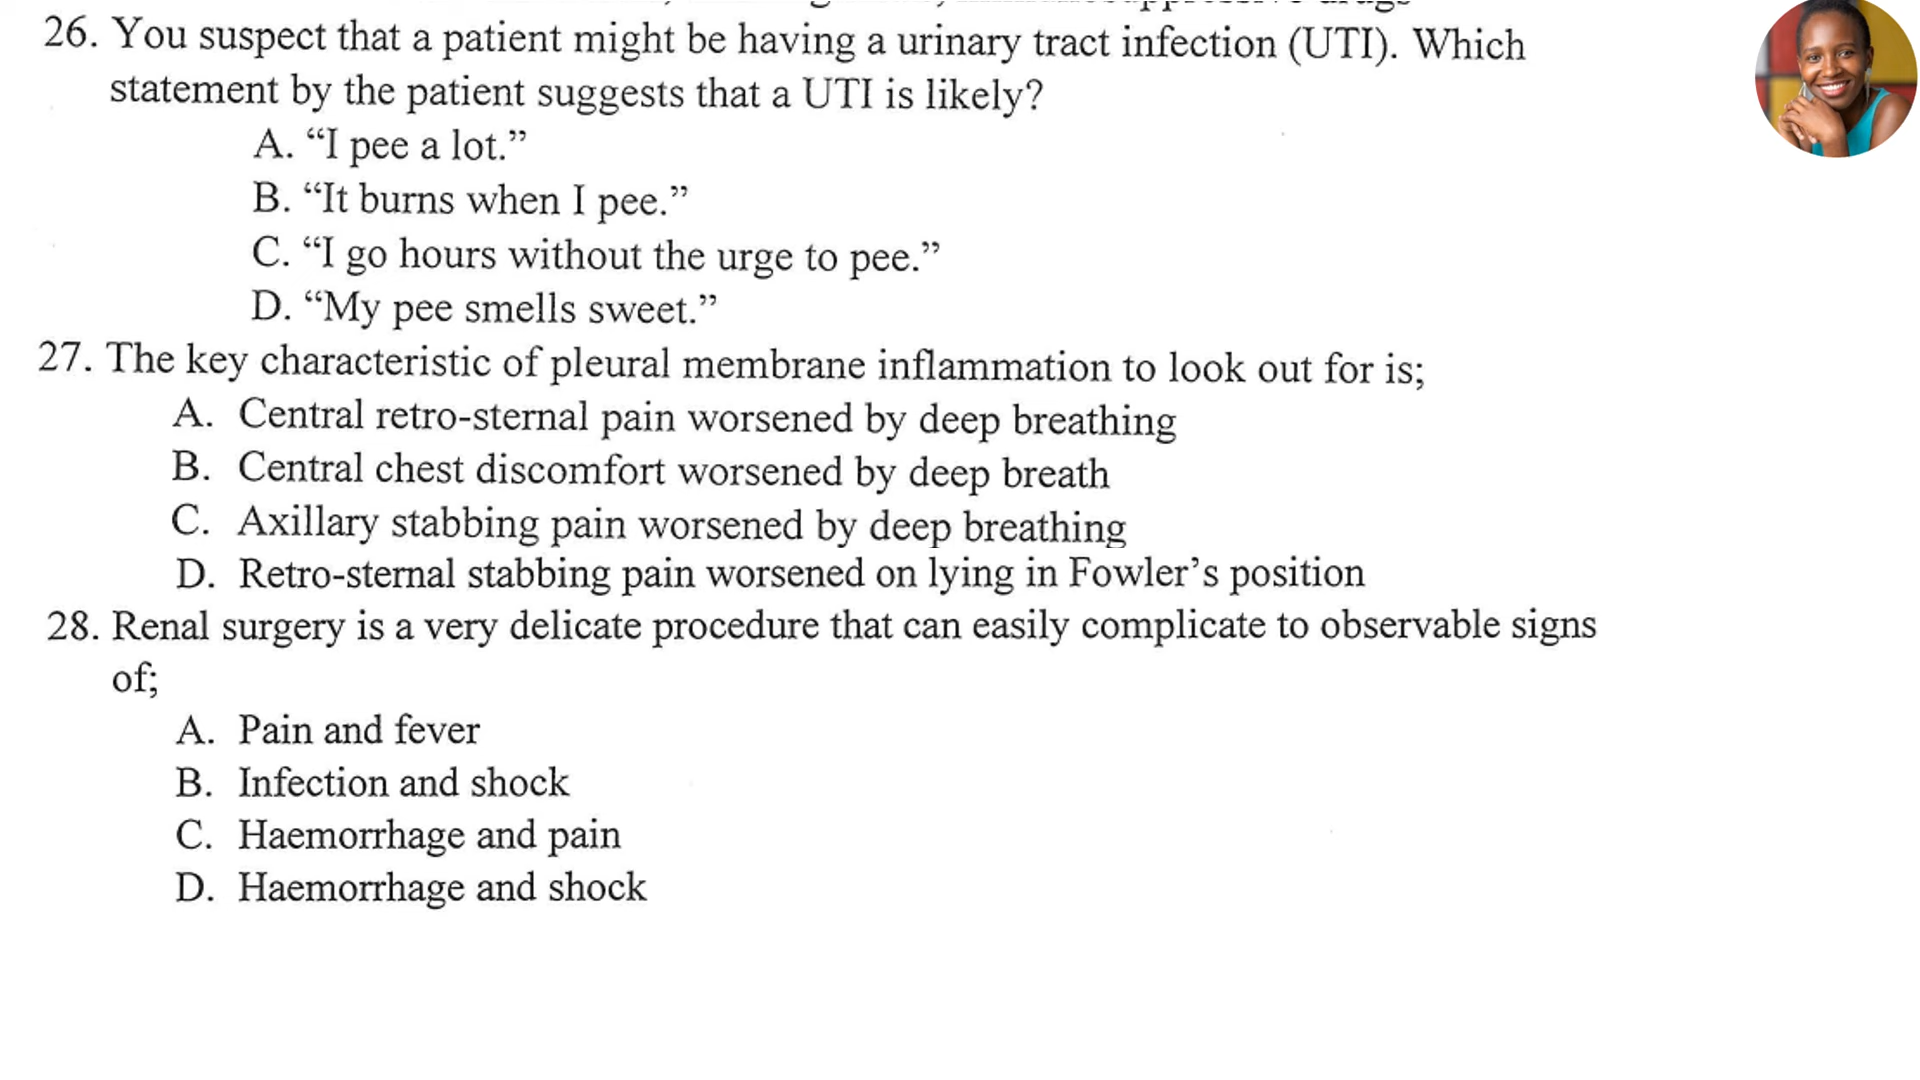 26. You suspect that a patient might be having a urinary tract infection (UTI). Which
statement by the patient suggests that a UTI is likely?
A. “I pee a lot.”
B. “It burns when I pee.”
C. “I go hours without the urge to pee.”
D. “My pee smells sweet.”
27. The key characteristic of pleural membrane inflammation to look out for is;
A. Central retro-sternal pain worsened by deep breathing
B. Central chest discomfort worsened by deep breath
C. Axillary stabbing pain worsened by deep breathing
D. Retro-sternal stabbing pain worsened on lying in Fowler’s position
28. Renal surgery is a very delicate procedure that can easily complicate to observable signs
of;
A. Pain and fever
B. Infection and shock
C. Haemorrhage and pain
D. Haemorrhage and shock